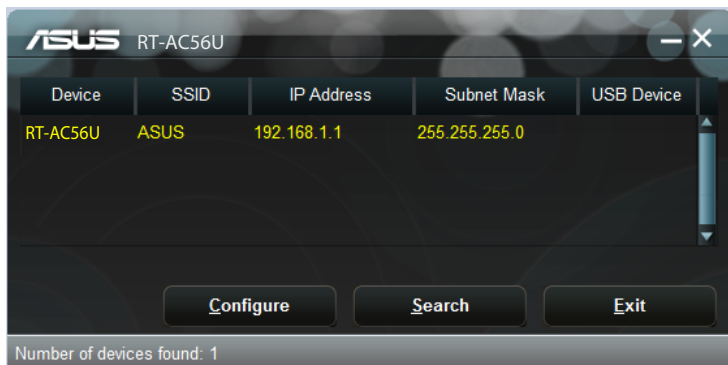 ASUS RT-AC56U
Device SSID IP Address Subnet Mask USB Device
RT-AC56U ASUS 192.168.1.1 255.255.255.0
Configure Search Exit
Number of devices found: 1